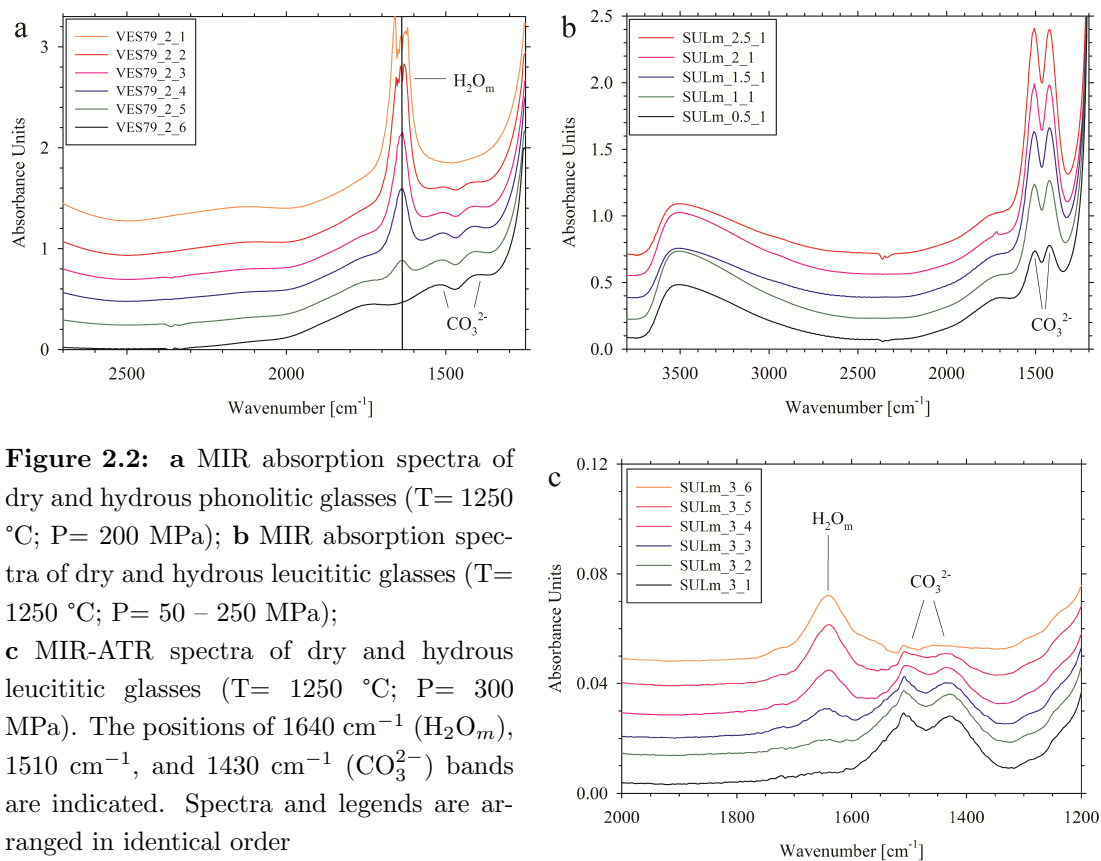 a
VES79_2_1
VES79_2_2
VES79_2_3
VES79_2_4
VES79_2_5
VES79_2_6
H₂Oₘ
CO₃²⁻
3
2
1
0
Absorbance Units
2500 2000 1500
Wavenumber [cm⁻¹]
b
SULm_2.5_1
SULm_2_1
SULm_1.5_1
SULm_1_1
SULm_0.5_1
CO₃²⁻
2.5
2.0
1.5
1.0
0.5
0.0
Absorbance Units
3500 3000 2500 2000 1500
Wavenumber [cm⁻¹]
Figure 2.2: a MIR absorption spectra of
dry and hydrous phonolitic glasses (T= 1250
°C; P= 200 MPa); b MIR absorption spec-
tra of dry and hydrous leucititic glasses (T=
1250 °C; P= 50 – 250 MPa);
c MIR-ATR spectra of dry and hydrous
leucititic glasses (T= 1250 °C; P= 300
MPa). The positions of 1640 cm⁻¹ (H₂Oₘ),
1510 cm⁻¹, and 1430 cm⁻¹ (CO₃²⁻) bands
are indicated. Spectra and legends are ar-
ranged in identical order
c
SULm_3_6
SULm_3_5
SULm_3_4
SULm_3_3
SULm_3_2
SULm_3_1
H₂Oₘ
CO₃²⁻
0.12
0.08
0.04
0.00
Absorbance Units
2000 1800 1600 1400 1200
Wavenumber [cm⁻¹]